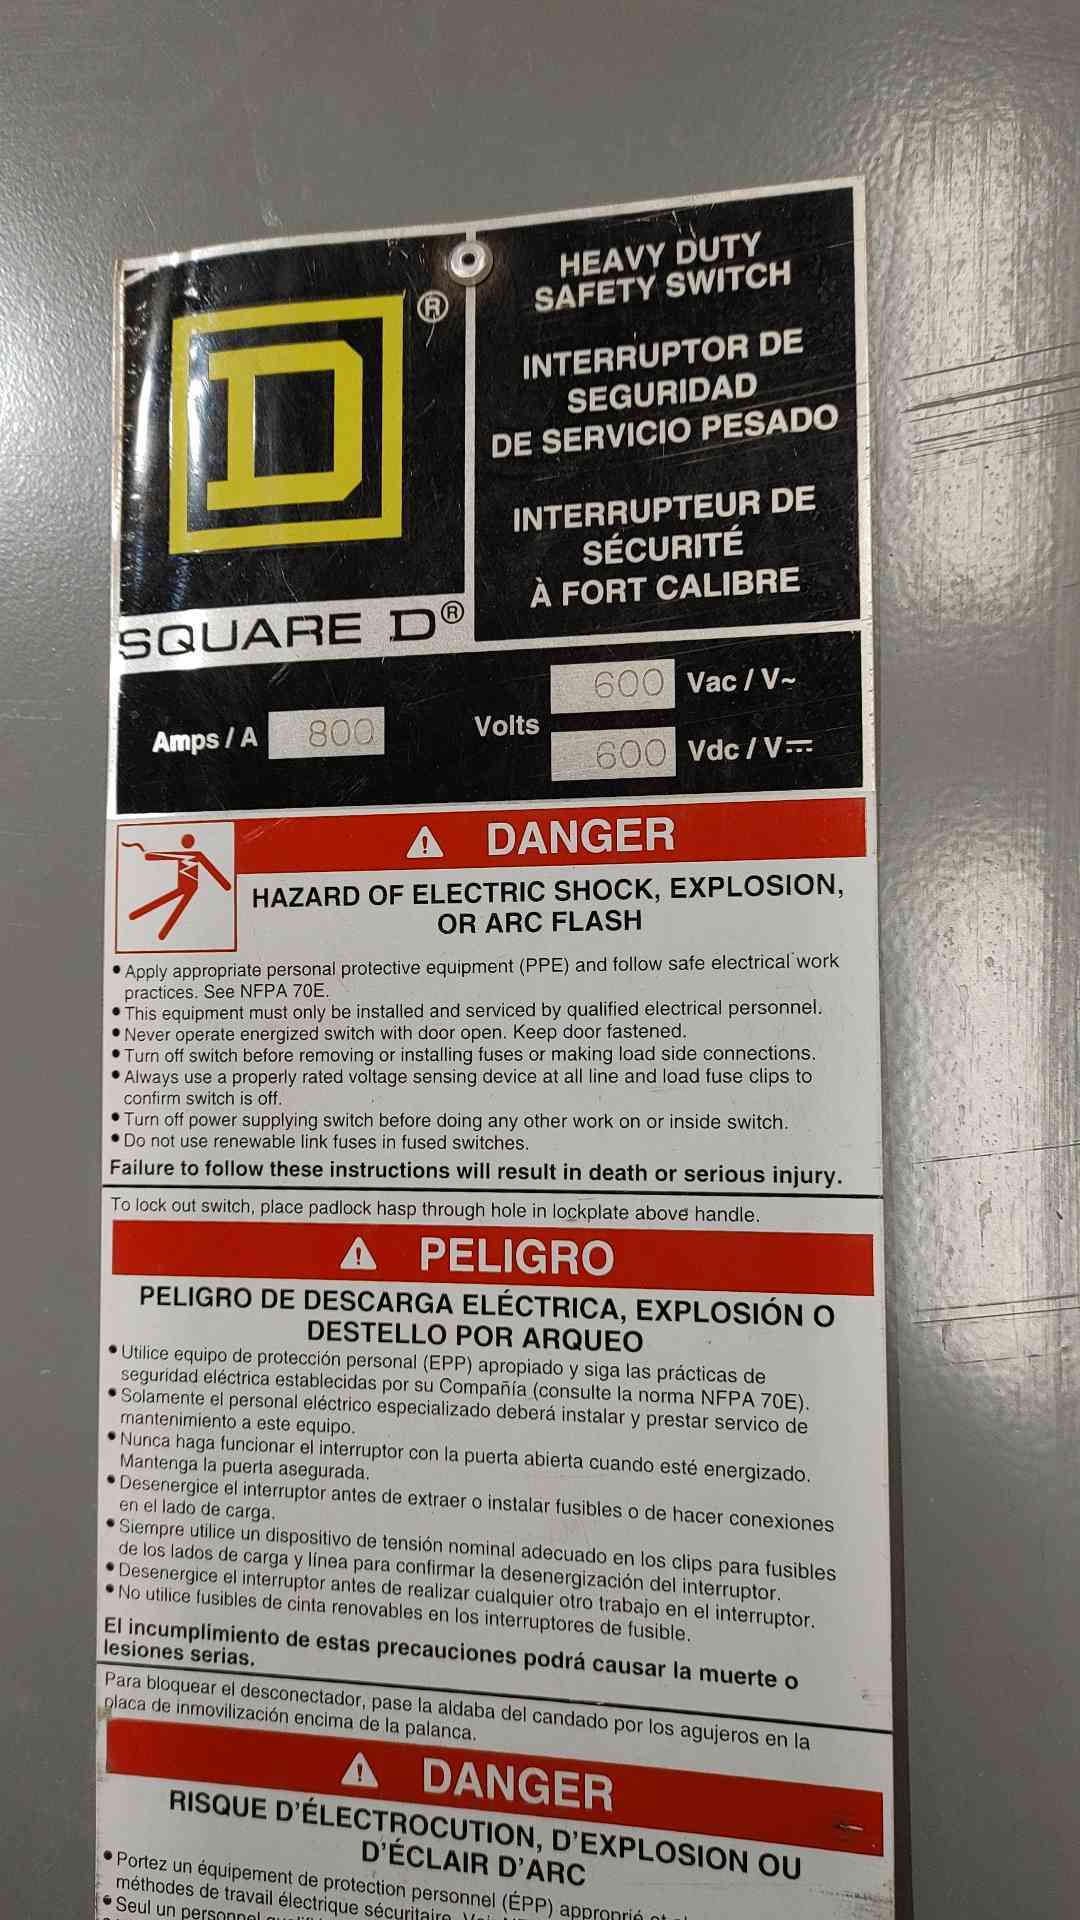 D ®
SQUARE D®
HEAVY DUTY
SAFETY SWITCH
INTERRUPTOR DE
SEGURIDAD
DE SERVICIO PESADO
INTERRUPTEUR DE
SÉCURITÉ
À FORT CALIBRE
Amps / A 800
Volts
600 Vac / V~
600 Vdc / V⎓
⚠ DANGER
HAZARD OF ELECTRIC SHOCK, EXPLOSION,
OR ARC FLASH
• Apply appropriate personal protective equipment (PPE) and follow safe electrical work
practices. See NFPA 70E.
• This equipment must only be installed and serviced by qualified electrical personnel.
• Never operate energized switch with door open. Keep door fastened.
• Turn off switch before removing or installing fuses or making load side connections.
• Always use a properly rated voltage sensing device at all line and load fuse clips to
confirm switch is off.
• Turn off power supplying switch before doing any other work on or inside switch.
• Do not use renewable link fuses in fused switches.
Failure to follow these instructions will result in death or serious injury.
To lock out switch, place padlock hasp through hole in lockplate above handle.
⚠ PELIGRO
PELIGRO DE DESCARGA ELÉCTRICA, EXPLOSIÓN O
DESTELLO POR ARQUEO
• Utilice equipo de protección personal (EPP) apropiado y siga las prácticas de
seguridad eléctrica establecidas por su Compañía (consulte la norma NFPA 70E).
• Solamente el personal eléctrico especializado deberá instalar y prestar servico de
mantenimiento a este equipo.
• Nunca haga funcionar el interruptor con la puerta abierta cuando esté energizado.
Mantenga la puerta asegurada.
• Desenergice el interruptor antes de extraer o instalar fusibles o de hacer conexiones
en el lado de carga.
• Siempre utilice un dispositivo de tensión nominal adecuado en los clips para fusibles
de los lados de carga y línea para confirmar la desenergización del interruptor.
• Desenergice el interruptor antes de realizar cualquier otro trabajo en el interruptor.
• No utilice fusibles de cinta renovables en los interruptores de fusible.
El incumplimiento de estas precauciones podrá causar la muerte o
lesiones serias.
Para bloquear el desconectador, pase la aldaba del candado por los agujeros en la
placa de inmovilización encima de la palanca.
⚠ DANGER
RISQUE D'ÉLECTROCUTION, D'EXPLOSION OU
D'ÉCLAIR D'ARC
• Portez un équipement de protection personnel (ÉPP) approprié et
méthodes de travail électrique sécuritaire.
• Seul un personnel